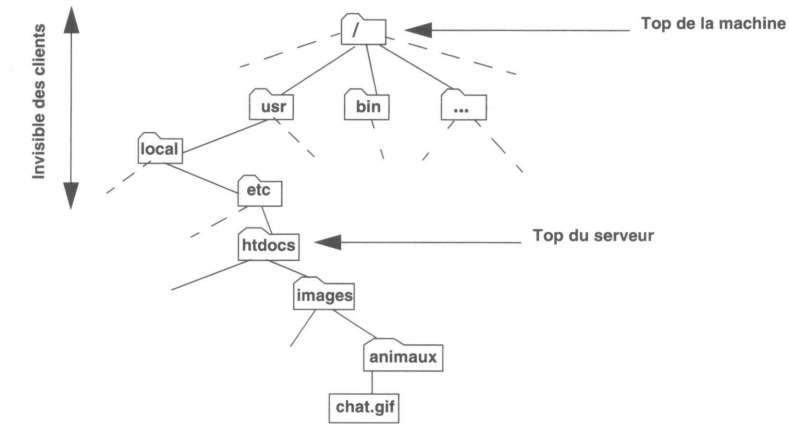 /
Top de la machine
Invisible des clients
usr
bin
...
local
etc
htdocs
Top du serveur
images
animaux
chat.gif